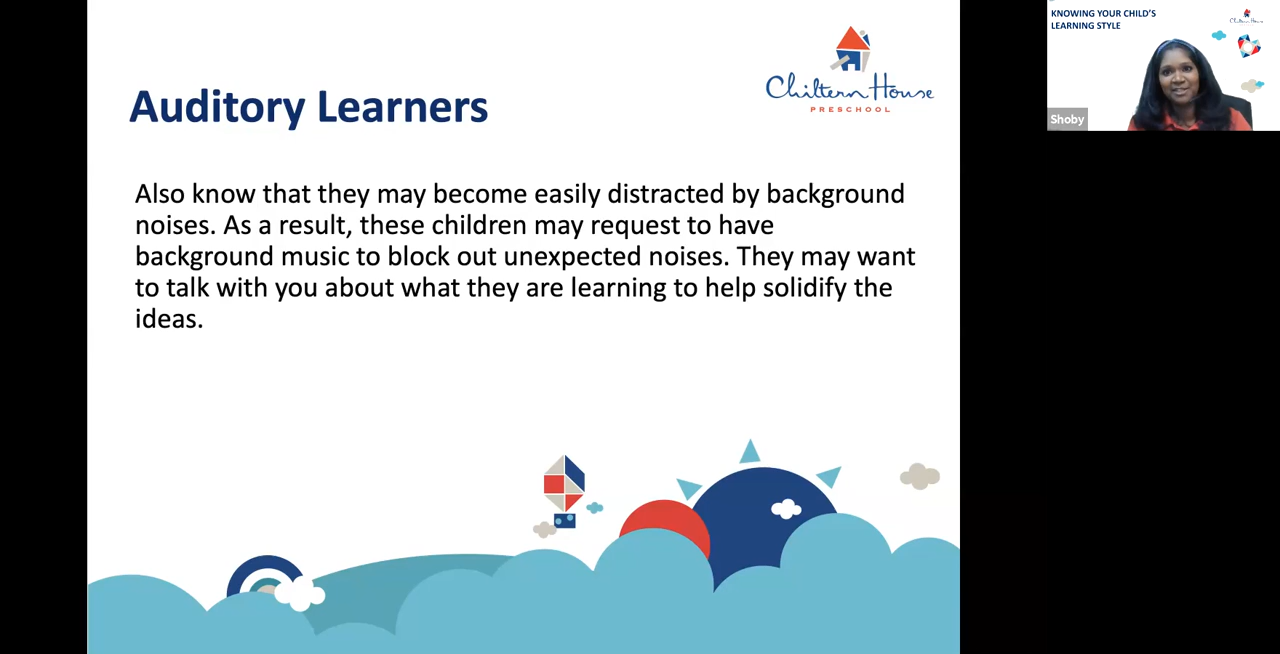 Auditory Learners
Chiltern House
PRESCHOOL
Also know that they may become easily distracted by background
noises. As a result, these children may request to have
background music to block out unexpected noises. They may want
to talk with you about what they are learning to help solidify the
ideas.
KNOWING YOUR CHILD'S
LEARNING STYLE
Chiltern House
Shoby